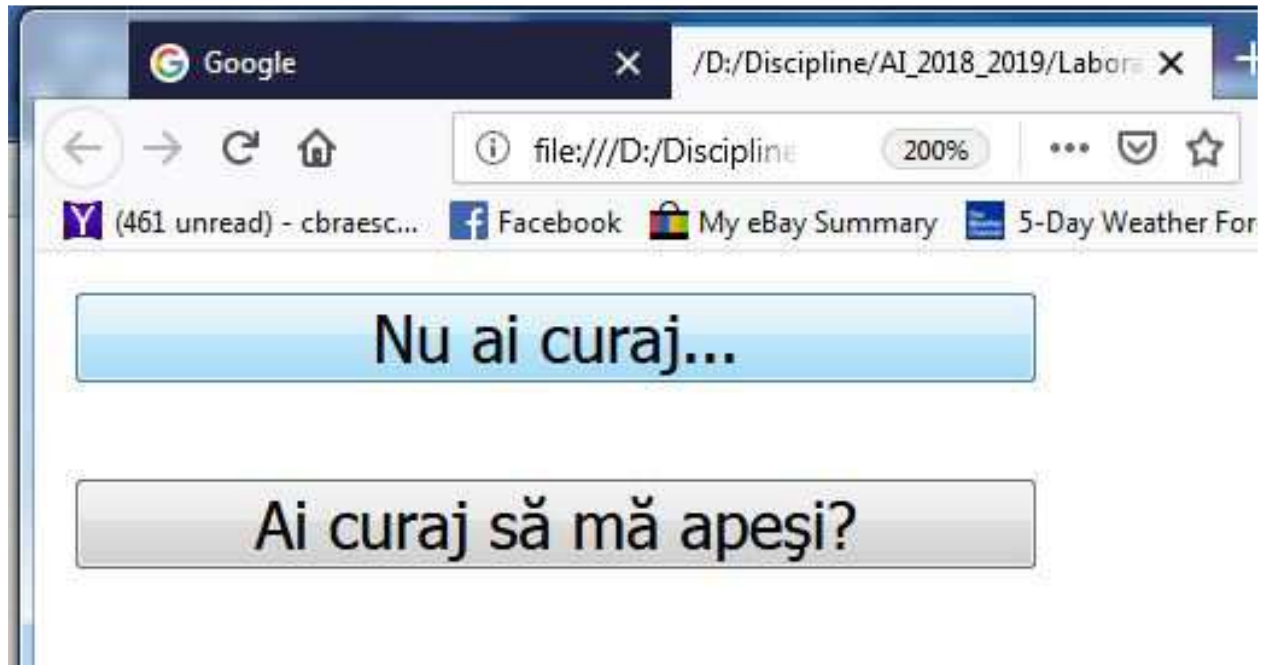 Google
/D:/Discipline/AI_2018_2019/Labora
file:///D:/Discipline 200%
(461 unread) - cbraesc... Facebook My eBay Summary 5-Day Weather For
Nu ai curaj...
Ai curaj să mă apeşi?